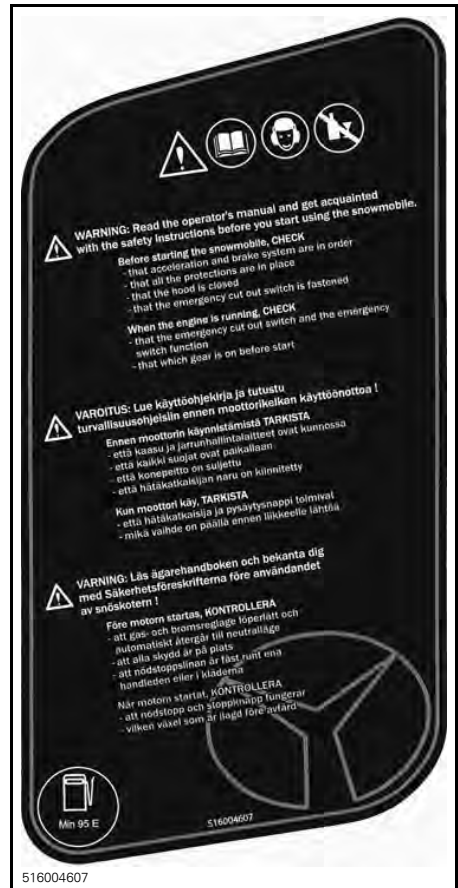 WARNING: Read the operator's manual and get acquainted
with the safety Instructions before you start using the snowmobile.
Before starting the snowmobile, CHECK
- that acceleration and brake system are in order
- that all the protections are in place
- that the hood is closed
- that the emergency cut out switch is fastened
When the engine is running, CHECK
- that the emergency cut out switch and the emergency
switch function
- that which gear is on before start
VAROITUS: Lue käyttöohjekirja ja tutustu
turvallisuusohjeisiin ennen moottorikelkan käyttöönottoa !
Ennen moottorin käynnistämistä TARKISTA
- että kaasu ja jarrunhallintalaitteet ovat kunnossa
- että kaikki suojat ovat paikallaan
- että konepeitto on suljettu
- että hätäkatkaisijan naru on kiinnitetty
Kun moottori käy, TARKISTA
- että hätäkatkaisija ja pysäytysnappi toimivat
- mikä vaihde on päällä ennen liikkeelle lähtöä
VARNING: Läs ägarehandboken och bekanta dig
med Säkerhetsföreskrifterna före användandet
av snöskotern !
Före motorn startas, KONTROLLERA
- att gas- och bromsreglage löperlätt och
automatiskt återgår till neutralläge
- att alla skydd är på plats
- att nödstoppslinan är fäst runt ena
handleden eller i kläderna
När motorn startat, KONTROLLERA
- att nödstopp och stoppknapp fungerar
- vilken växel som är ilagd före avfärd
Min 95 E
516004607
516004607